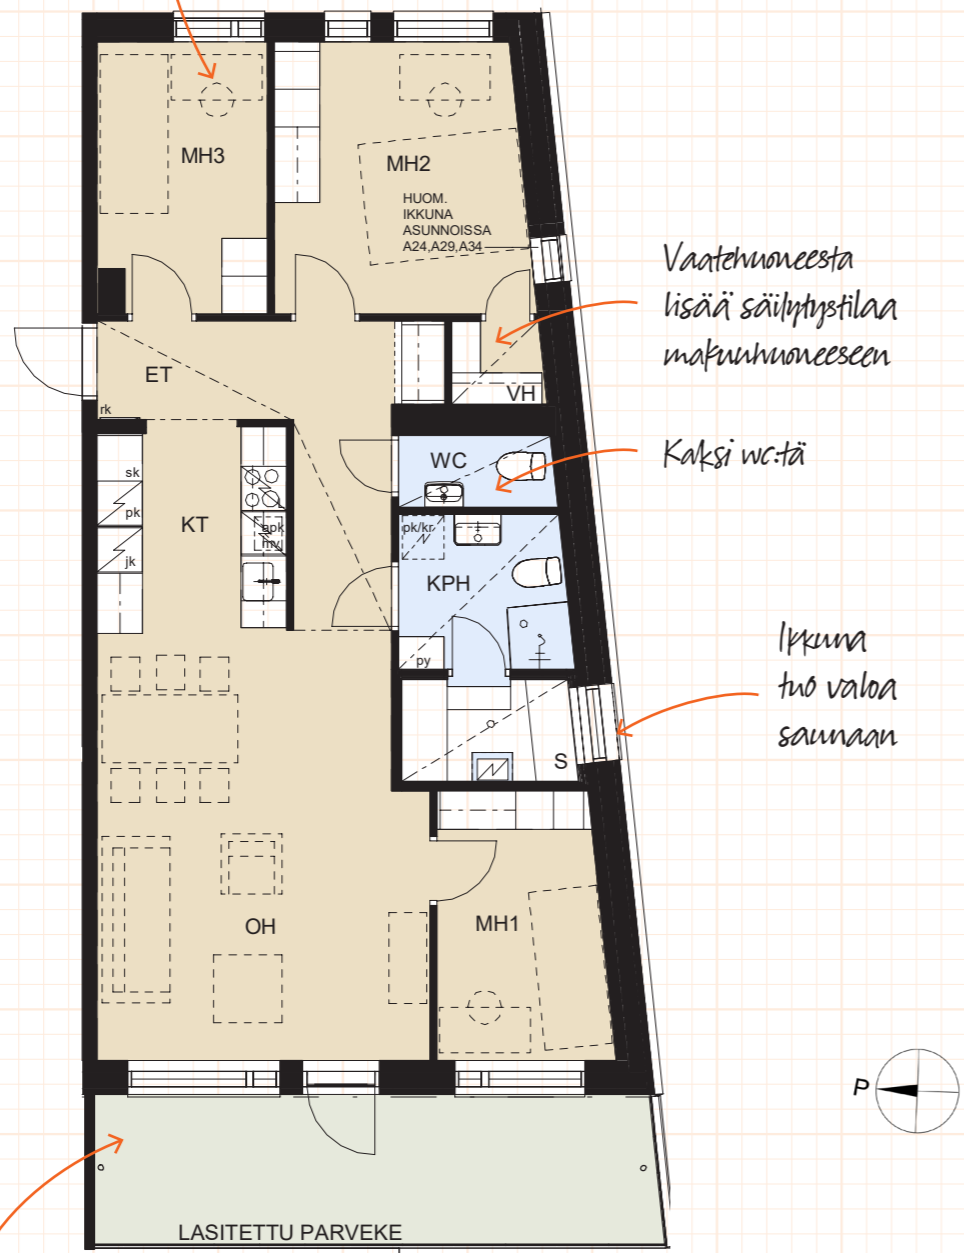 MH3
MH2
HUOM.
IKKUNA
ASUNNOISSA
A24,A29,A34
Vaatehuoneesta
lisää säilytystilaa
makuuhuoneeseen
ET
VH
rk
WC
Kaksi wc:tä
sk
pk
KT
apk
mv
jk
pk/kr
KPH
py
Ikkuna
tuo valoa
saunaan
S
OH
MH1
P
LASITETTU PARVEKE